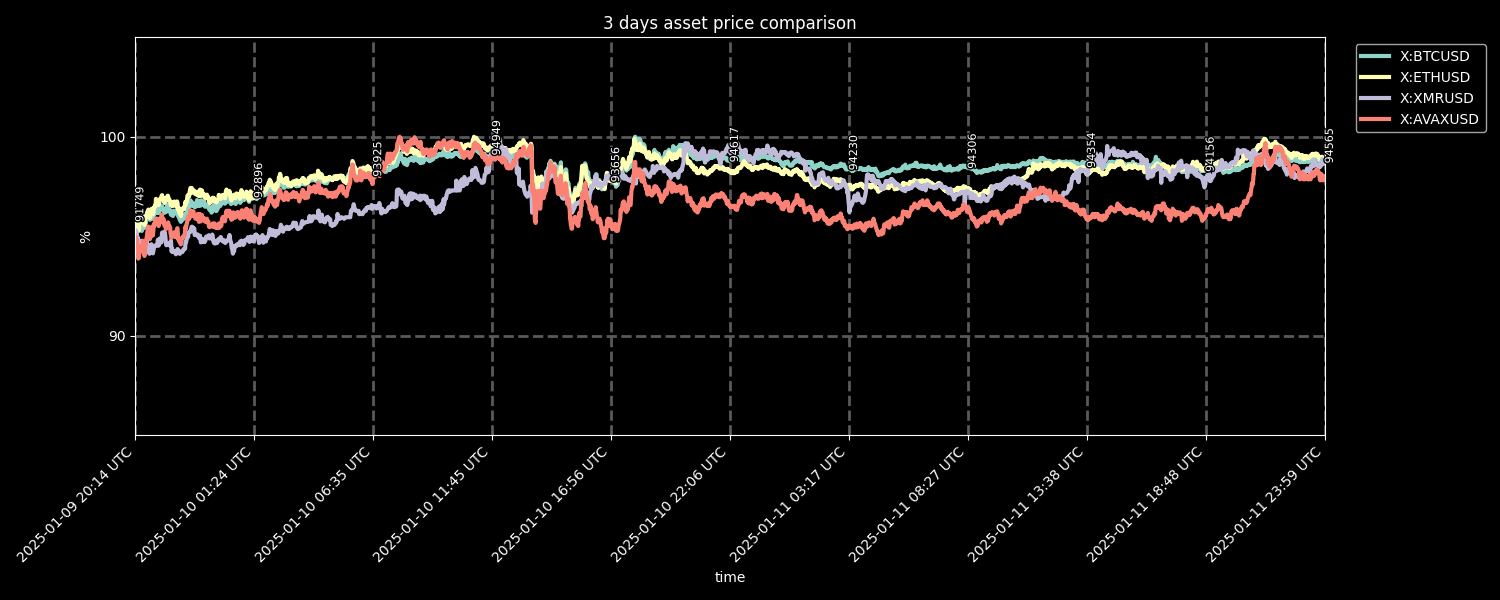 3 days asset price comparison
X:BTCUSD
X:ETHUSD
X:XMRUSD
X:AVAXUSD
100
90
%
91749
92896
93925
94949
93656
94617
94230
94306
94354
94156
94565
2025-01-09 20:14 UTC
2025-01-10 01:24 UTC
2025-01-10 06:35 UTC
2025-01-10 11:45 UTC
2025-01-10 16:56 UTC
2025-01-10 22:06 UTC
2025-01-11 03:17 UTC
2025-01-11 08:27 UTC
2025-01-11 13:38 UTC
2025-01-11 18:48 UTC
2025-01-11 23:59 UTC
time